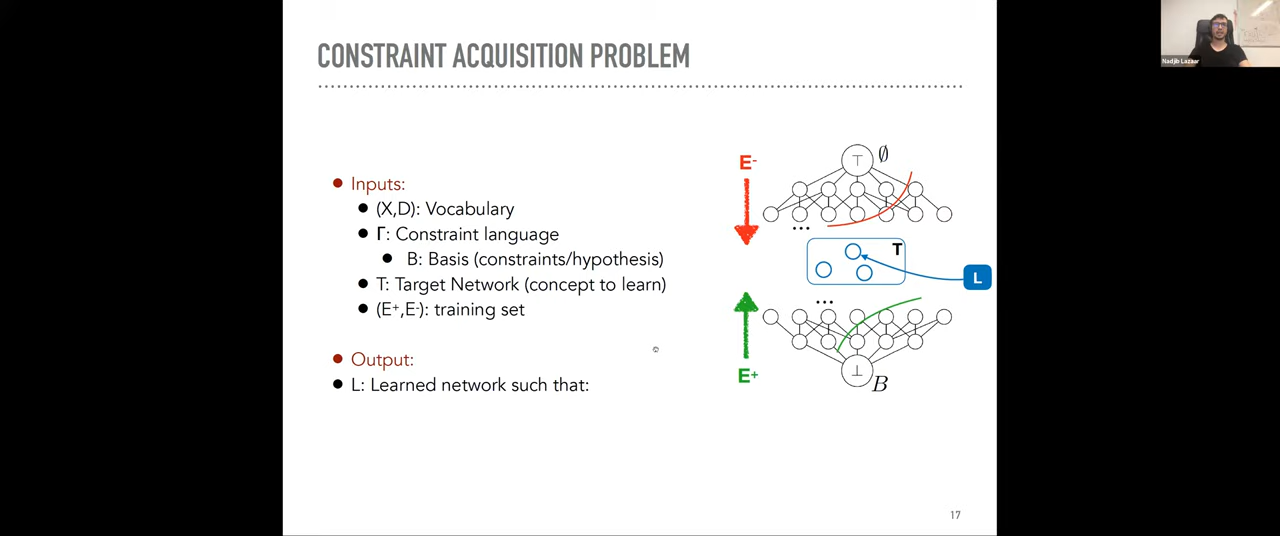 CONSTRAINT ACQUISITION PROBLEM
Nadjib Lazaar
Inputs:
(X,D): Vocabulary
Γ: Constraint language
B: Basis (constraints/hypothesis)
T: Target Network (concept to learn)
(E+,E-): training set
Output:
L: Learned network such that:
E-
⊤ ∅
...
T
L
...
E+
⊥ B
17